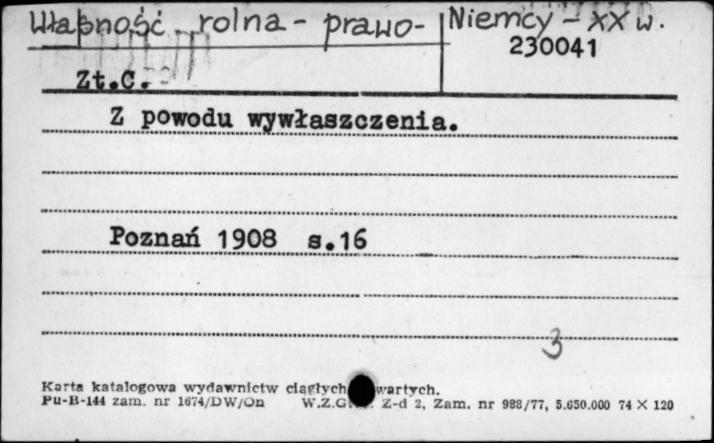 Własność rolna - prawo - Niemcy - XX w.
230041
Zt.C.
Z powodu wywłaszczenia.
Poznań 1908 s.16
3
Karta katalogowa wydawnictw ciągłych wartych.
Pu-B-144 zam. nr 1674/DW/On W.Z.G. Z-d 2, Zam. nr 988/77, 5.650.000 74 X 120